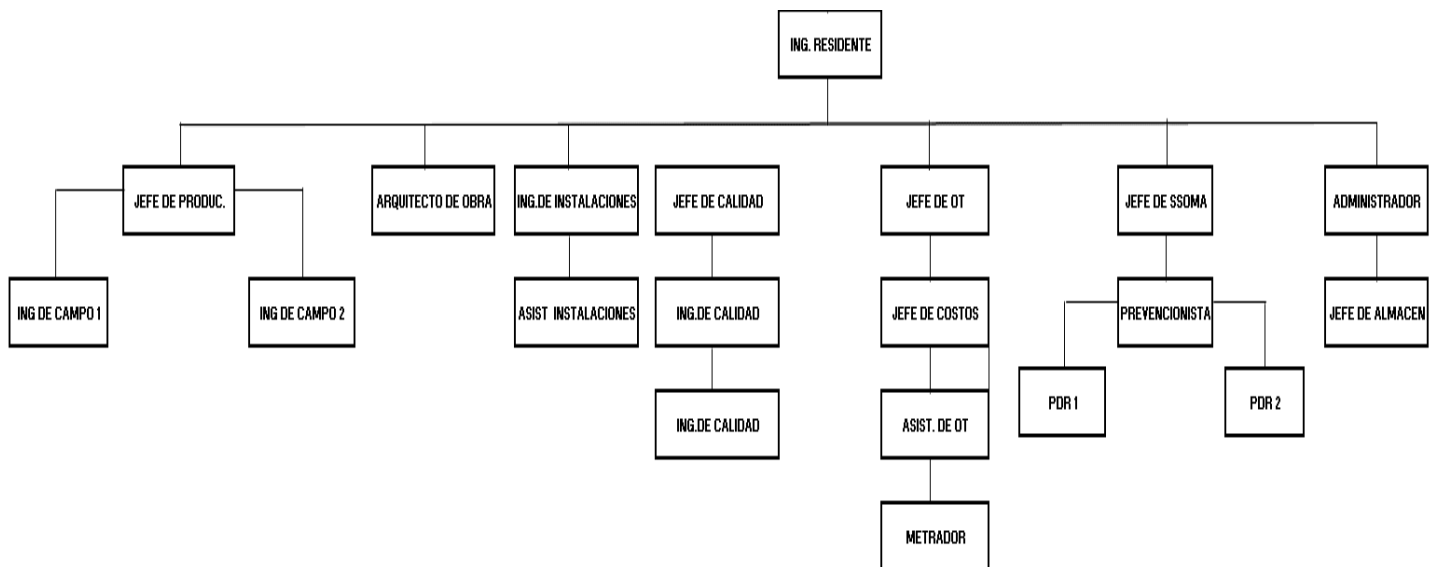 ING. RESIDENTE
JEFE DE PRODUC.
ARQUITECTO DE OBRA
ING.DE INSTALACIONES
JEFE DE CALIDAD
JEFE DE OT
JEFE DE SSOMA
ADMINISTRADOR
ING DE CAMPO 1
ING DE CAMPO 2
ASIST INSTALACIONES
ING.DE CALIDAD
JEFE DE COSTOS
PREVENCIONISTA
JEFE DE ALMACEN
ING.DE CALIDAD
ASIST. DE OT
PDR 1
PDR 2
METRADOR